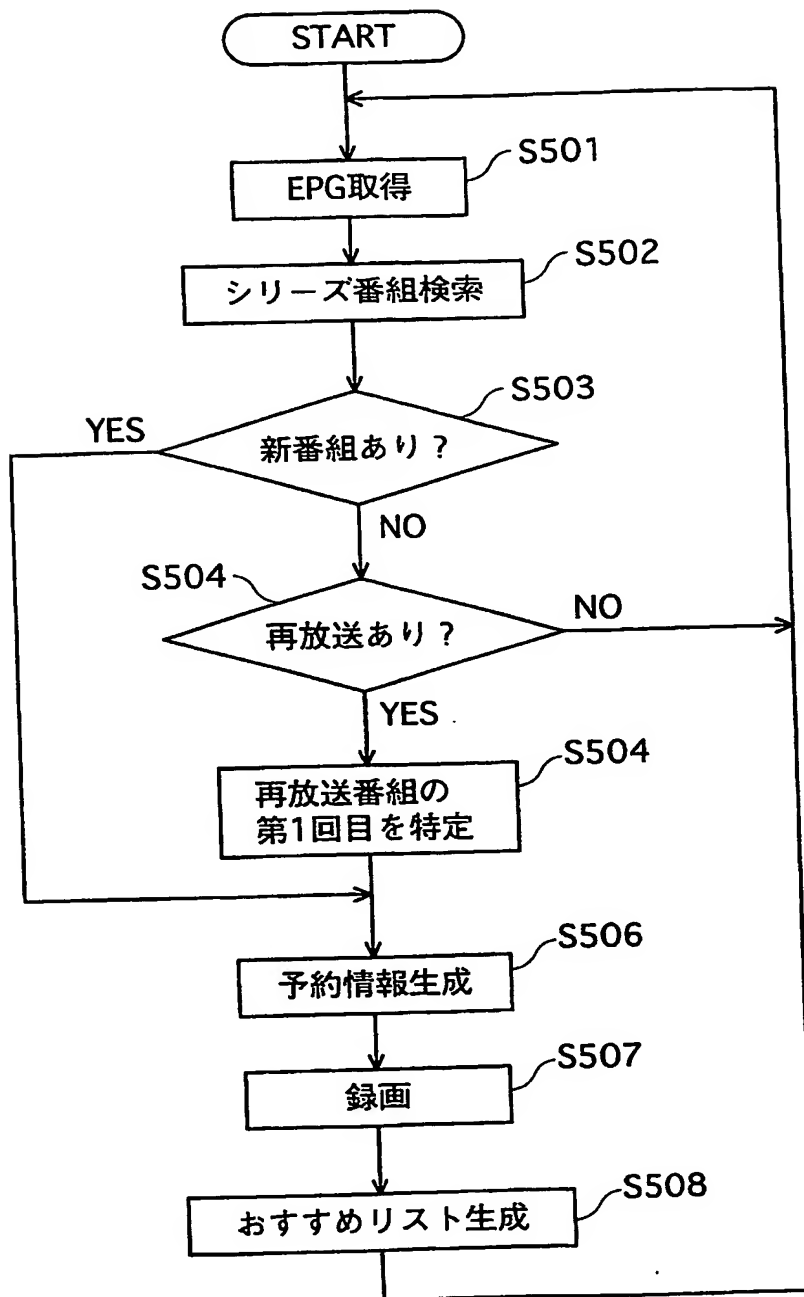 START
S501
EPG取得
S502
シリーズ番組検索
S503
YES
新番組あり?
NO
S504
再放送あり?
NO
YES
S504
再放送番組の
第1回目を特定
S506
予約情報生成
S507
録画
S508
おすすめリスト生成